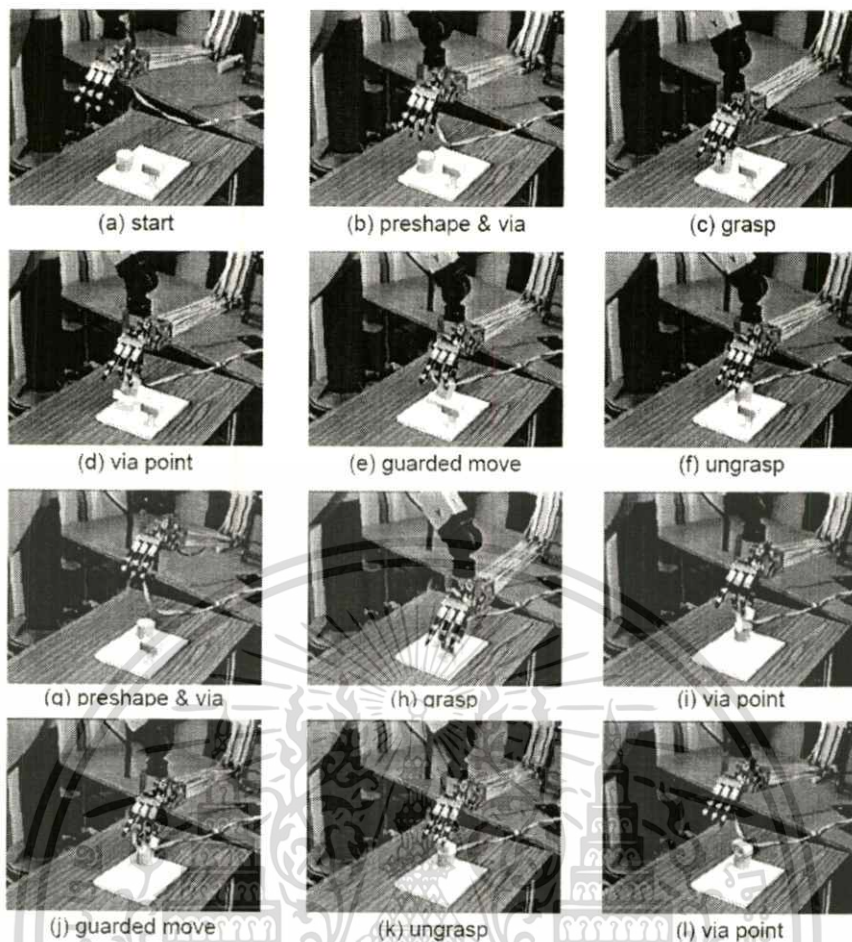 (a) start
(b) preshape & via
(c) grasp
(d) via point
(e) guarded move
(f) ungrasp
(g) preshape & via
(h) grasp
(i) via point
(j) guarded move
(k) ungrasp
(l) via point